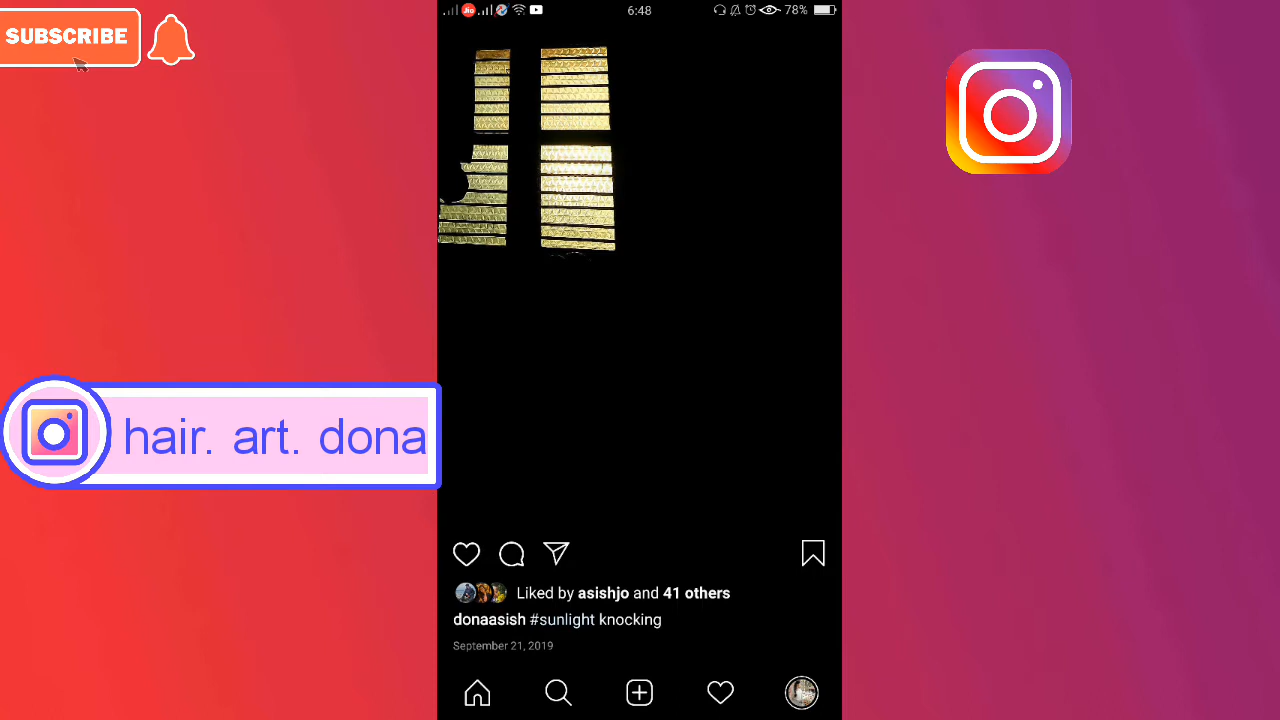 SUBSCRIBE
6:48
78%
hair. art. dona
Liked by asishjo and 41 others
donaasish #sunlight knocking
September 21, 2019